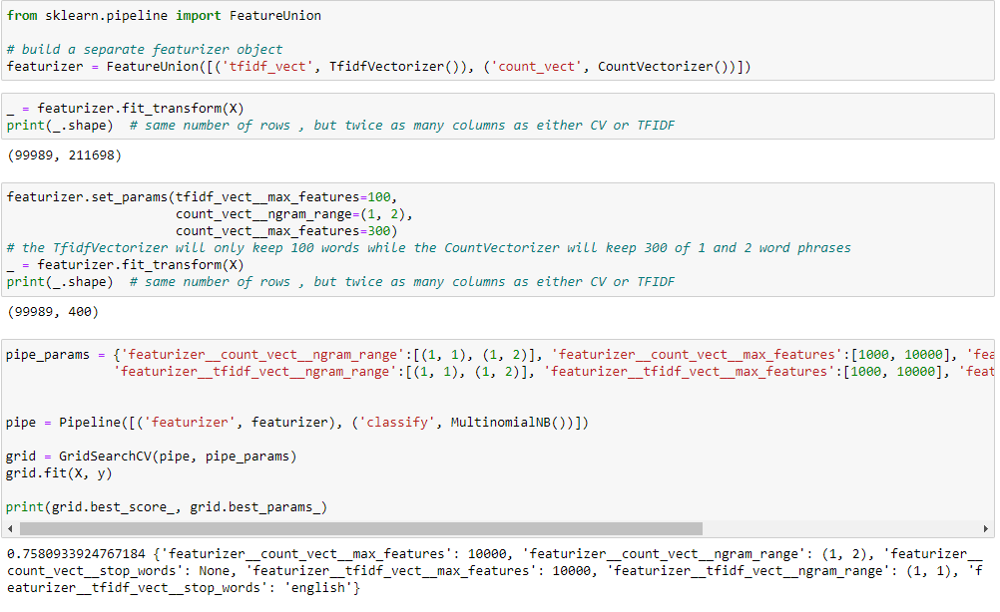 from sklearn.pipeline import FeatureUnion
# build a separate featurizer object
featurizer = FeatureUnion([('tfidf_vect', TfidfVectorizer()), ('count_vect', CountVectorizer())])
_ = featurizer.fit_transform(X)
print(_.shape)  # same number of rows , but twice as many columns as either CV or TFIDF
(99989, 211698)
featurizer.set_params(tfidf_vect__max_features=100,
                      count_vect__ngram_range=(1, 2),
                      count_vect__max_features=300)
# the TfidfVectorizer will only keep 100 words while the CountVectorizer will keep 300 of 1 and 2 word phrases
_ = featurizer.fit_transform(X)
print(_.shape)  # same number of rows , but twice as many columns as either CV or TFIDF
(99989, 400)
pipe_params = {'featurizer__count_vect__ngram_range':[(1, 1), (1, 2)], 'featurizer__count_vect__max_features':[1000, 10000], 'fea
               'featurizer__tfidf_vect__ngram_range':[(1, 1), (1, 2)], 'featurizer__tfidf_vect__max_features':[1000, 10000], 'feat
pipe = Pipeline([('featurizer', featurizer), ('classify', MultinomialNB())])
grid = GridSearchCV(pipe, pipe_params)
grid.fit(X, y)
print(grid.best_score_, grid.best_params_)
0.7580933924767184 {'featurizer__count_vect__max_features': 10000, 'featurizer__count_vect__ngram_range': (1, 2), 'featurizer__
count_vect__stop_words': None, 'featurizer__tfidf_vect__max_features': 10000, 'featurizer__tfidf_vect__ngram_range': (1, 1), 'f
eaturizer__tfidf_vect__stop_words': 'english'}